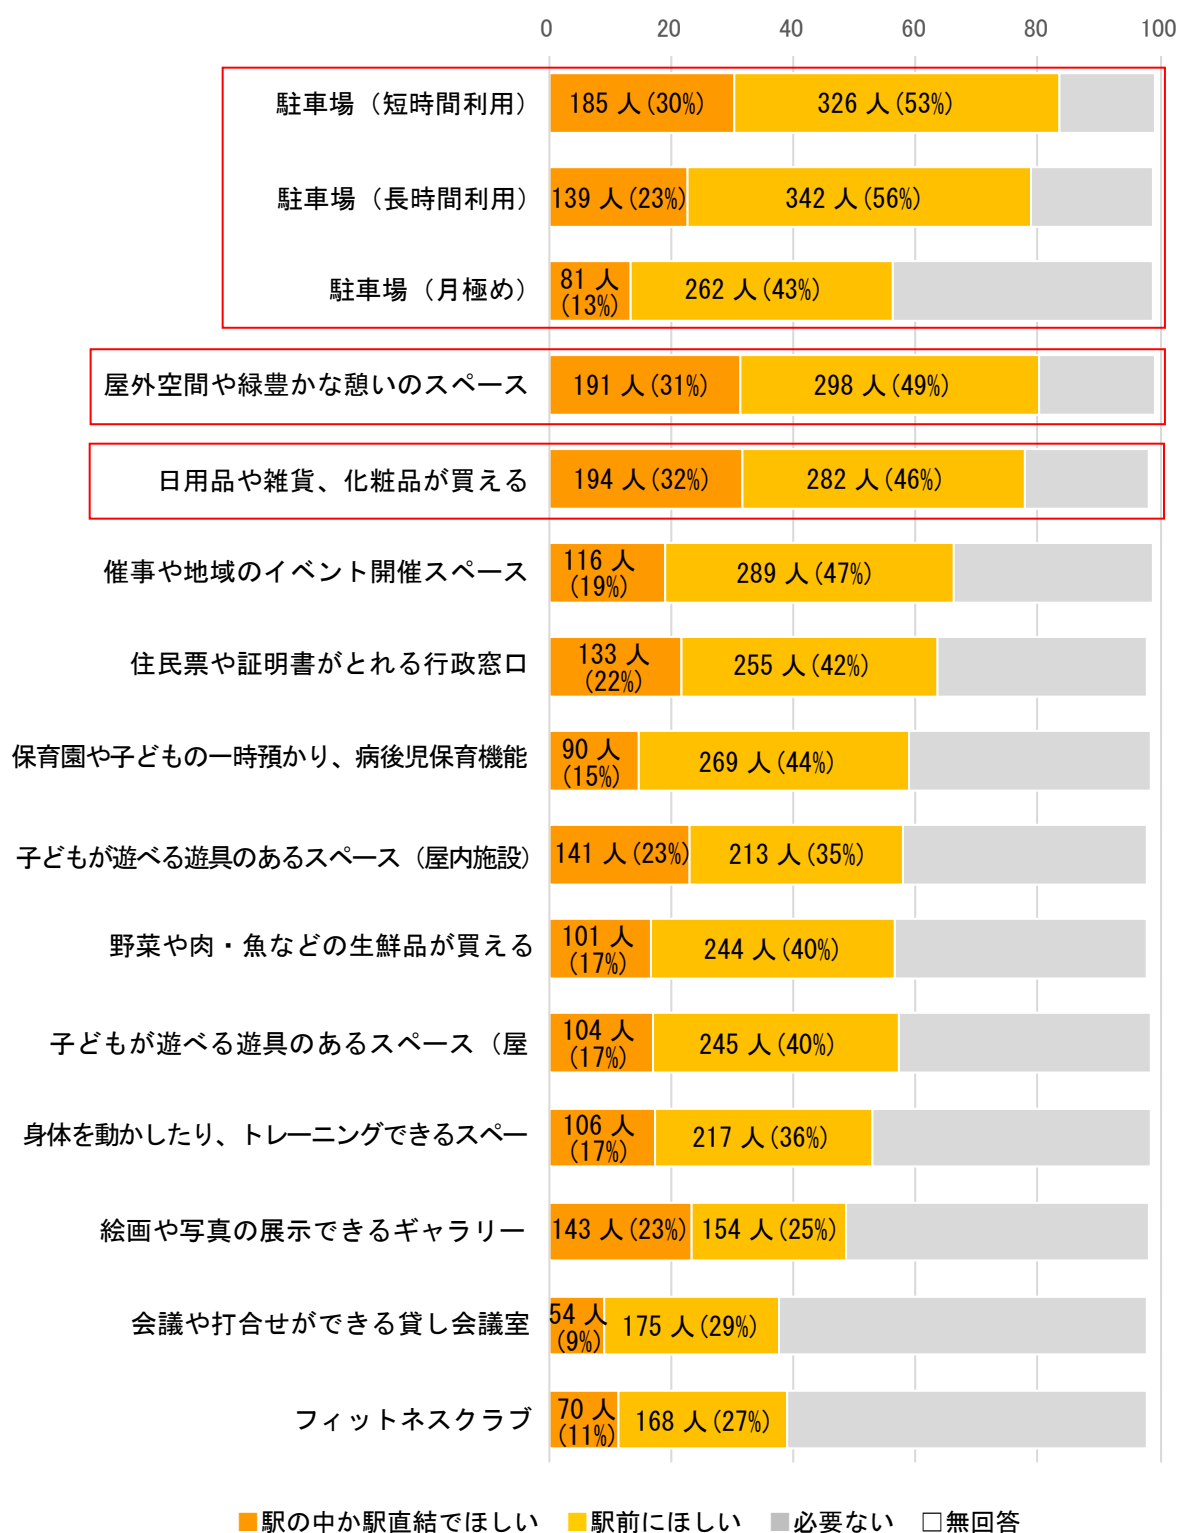 0 20 40 60 80 100
駐車場（短時間利用） 185 人(30%) 326 人(53%)
駐車場（長時間利用） 139 人(23%) 342 人(56%)
駐車場（月極め） 81 人(13%) 262 人(43%)
屋外空間や緑豊かな憩いのスペース 191 人(31%) 298 人(49%)
日用品や雑貨、化粧品が買える 194 人(32%) 282 人(46%)
催事や地域のイベント開催スペース 116 人(19%) 289 人(47%)
住民票や証明書がとれる行政窓口 133 人(22%) 255 人(42%)
保育園や子どもの一時預かり、病後児保育機能 90 人(15%) 269 人(44%)
子どもが遊べる遊具のあるスペース（屋内施設） 141 人(23%) 213 人(35%)
野菜や肉・魚などの生鮮品が買える 101 人(17%) 244 人(40%)
子どもが遊べる遊具のあるスペース（屋 104 人(17%) 245 人(40%)
身体を動かしたり、トレーニングできるスペー 106 人(17%) 217 人(36%)
絵画や写真の展示できるギャラリー 143 人(23%) 154 人(25%)
会議や打合せができる貸し会議室 54 人(9%) 175 人(29%)
フィットネスクラブ 70 人(11%) 168 人(27%)
■駅の中か駅直結でほしい ■駅前にほしい ■必要ない □無回答